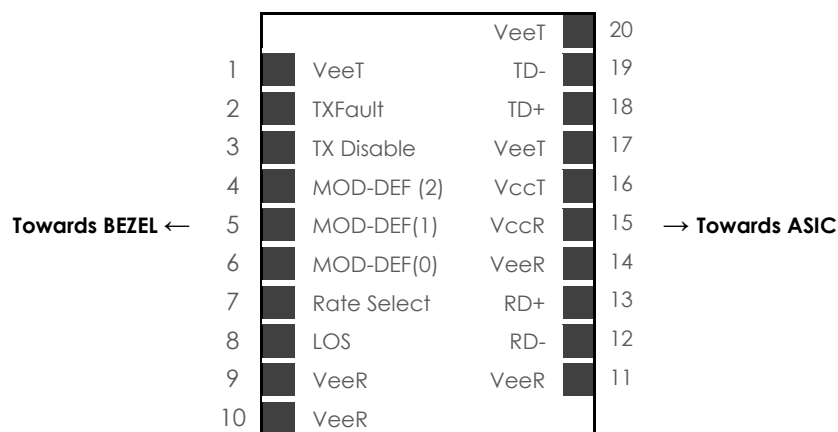 VeeT 20
1 VeeT TD- 19
2 TXFault TD+ 18
3 TX Disable VeeT 17
4 MOD-DEF (2) VccT 16
Towards BEZEL ← 5 MOD-DEF(1) VccR 15 → Towards ASIC
6 MOD-DEF(0) VeeR 14
7 Rate Select RD+ 13
8 LOS RD- 12
9 VeeR VeeR 11
10 VeeR